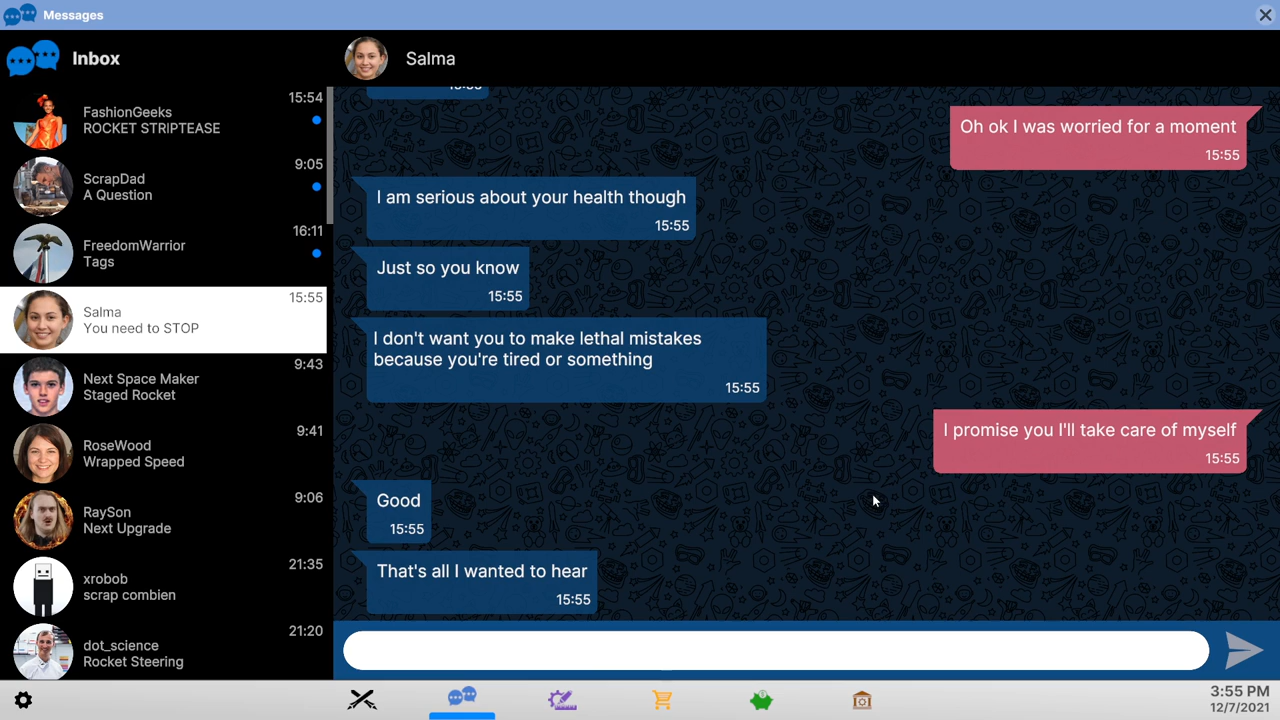 Messages
Inbox
Salma
15:54
FashionGeeks
ROCKET STRIPTEASE
9:05
ScrapDad
A Question
16:11
FreedomWarrior
Tags
15:55
Salma
You need to STOP
9:43
Next Space Maker
Staged Rocket
9:41
RoseWood
Wrapped Speed
9:06
RaySon
Next Upgrade
21:35
xrobob
scrap combien
21:20
dot_science
Rocket Steering
Oh ok I was worried for a moment
15:55
I am serious about your health though
15:55
Just so you know
15:55
I don't want you to make lethal mistakes
because you're tired or something
15:55
I promise you I'll take care of myself
15:55
Good
15:55
That's all I wanted to hear
15:55
3:55 PM
12/7/2021